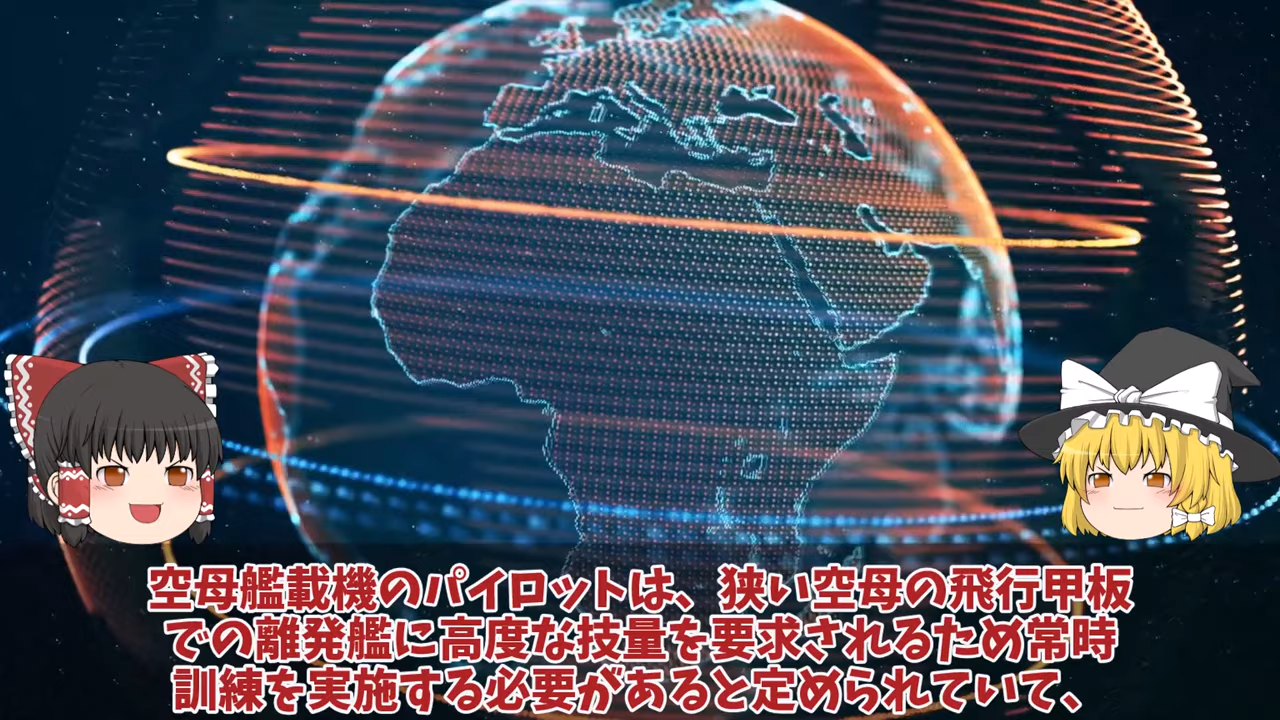 空母艦載機のパイロットは、狭い空母の飛行甲板
での離発艦に高度な技量を要求されるため常時
訓練を実施する必要があると定められていて、